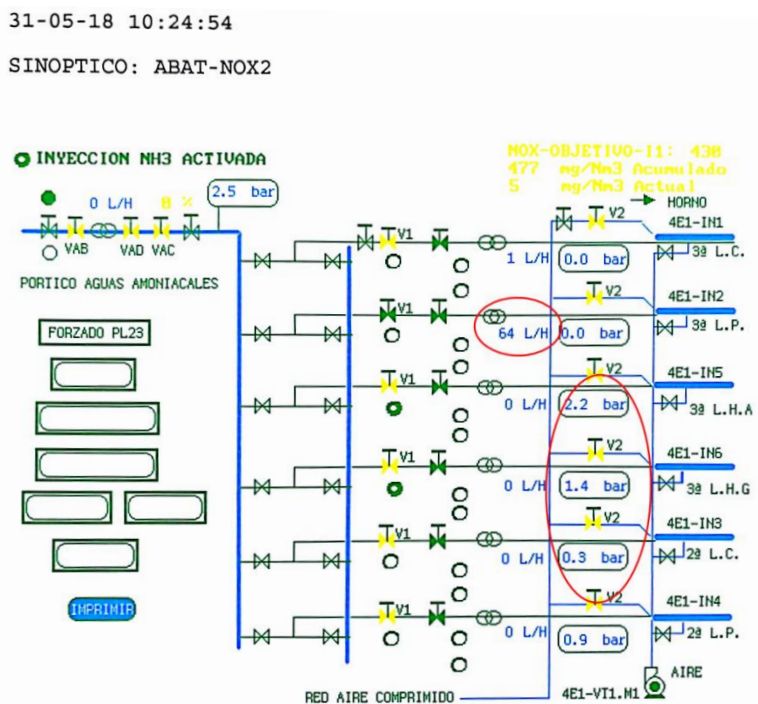 31-05-18 10:24:54
SINOPTICO: ABAT-NOX2
INYECCION NH3 ACTIVADA
NOX-OBJETIVO-I1: 430
477 mg/Nm3 Acumulado
5 mg/Nm3 Actual
HORNO
0 L/H 0 % 2.5 bar
VAB VAD VAC
PORTICO AGUAS AMONIACALES
V1 V2 4E1-IN1
1 L/H 0.0 bar 3ª L.C.
V1 V2 4E1-IN2
64 L/H 0.0 bar 3ª L.P.
FORZADO PL23
V1 V2 4E1-IN5
0 L/H 2.2 bar 3ª L.H.A
V1 V2 4E1-IN6
0 L/H 1.4 bar 3ª L.H.G
V1 V2 4E1-IN3
0 L/H 0.3 bar 2ª L.C.
IMPRIMIR
V1 V2 4E1-IN4
0 L/H 0.9 bar 2ª L.P.
AIRE
RED AIRE COMPRIMIDO 4E1-VT1.M1